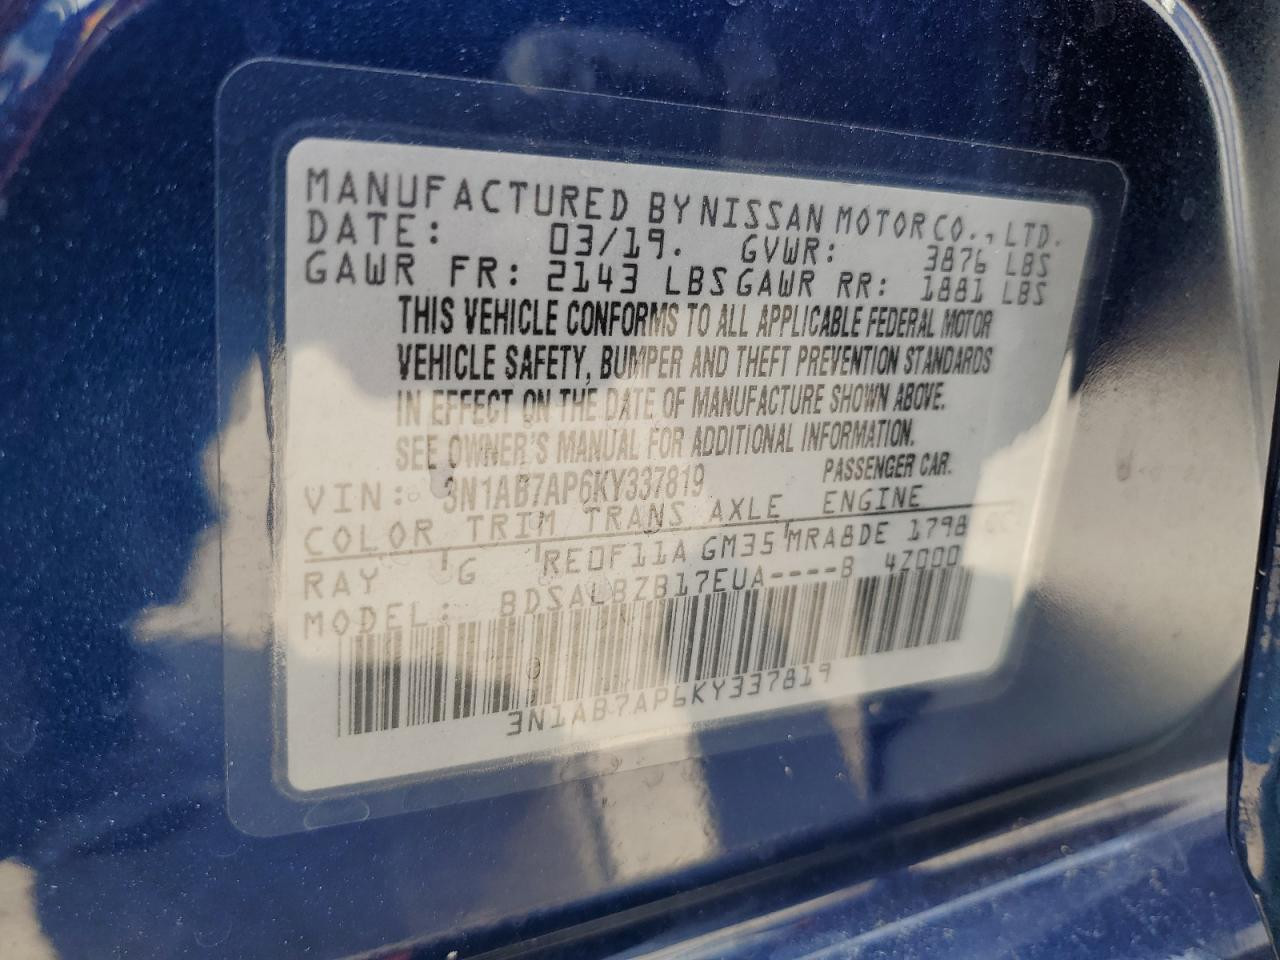 MANUFACTURED BY NISSAN MOTOR CO., LTD.
DATE: 03/19. GVWR: 3876 LBS
GAWR FR: 2143 LBS GAWR RR: 1881 LBS
THIS VEHICLE CONFORMS TO ALL APPLICABLE FEDERAL MOTOR
VEHICLE SAFETY, BUMPER AND THEFT PREVENTION STANDARDS
IN EFFECT ON THE DATE OF MANUFACTURE SHOWN ABOVE.
SEE OWNER'S MANUAL FOR ADDITIONAL INFORMATION.
VIN: 3N1AB7AP6KY337819 PASSENGER CAR.
COLOR TRIM TRANS AXLE ENGINE
RAY G RE0F11A GM35 MRA8DE 1798 CC
MODEL: BDSALBZB17EUA----B 4Z000
3N1AB7AP6KY337819